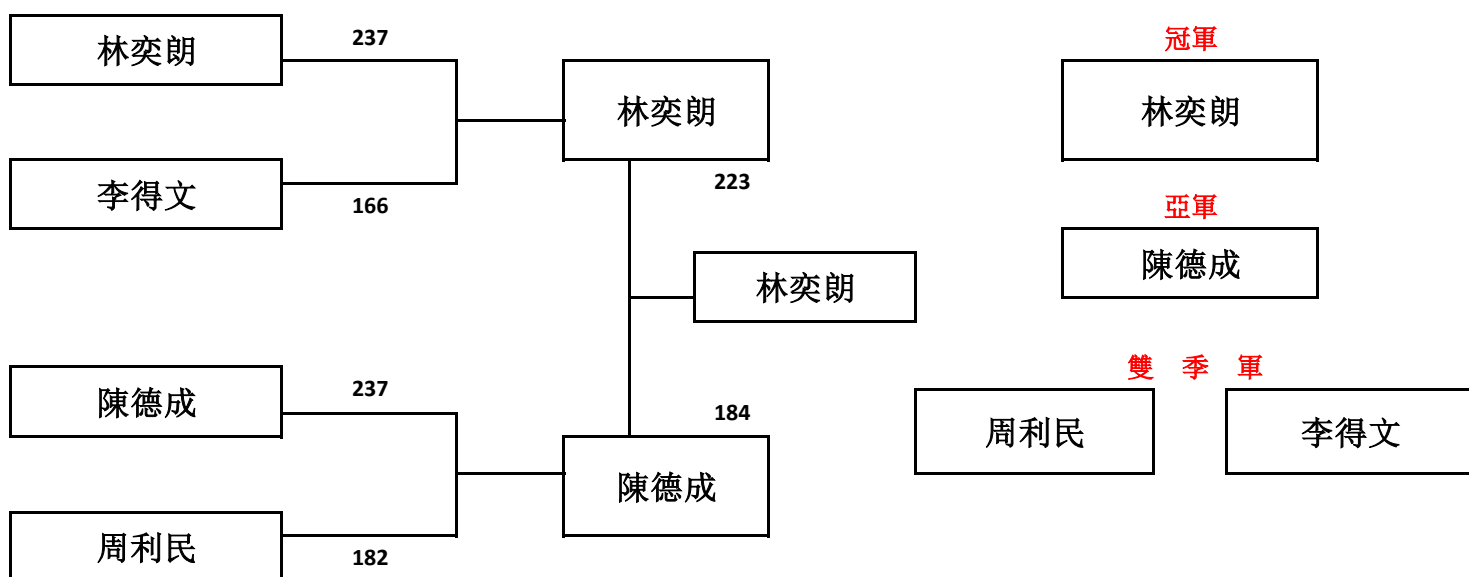 林奕朗
237
李得文
166
林奕朗
223
林奕朗
陳德成
237
周利民
182
184
陳德成
冠軍
林奕朗
亞軍
陳德成
雙 季 軍
周利民
李得文